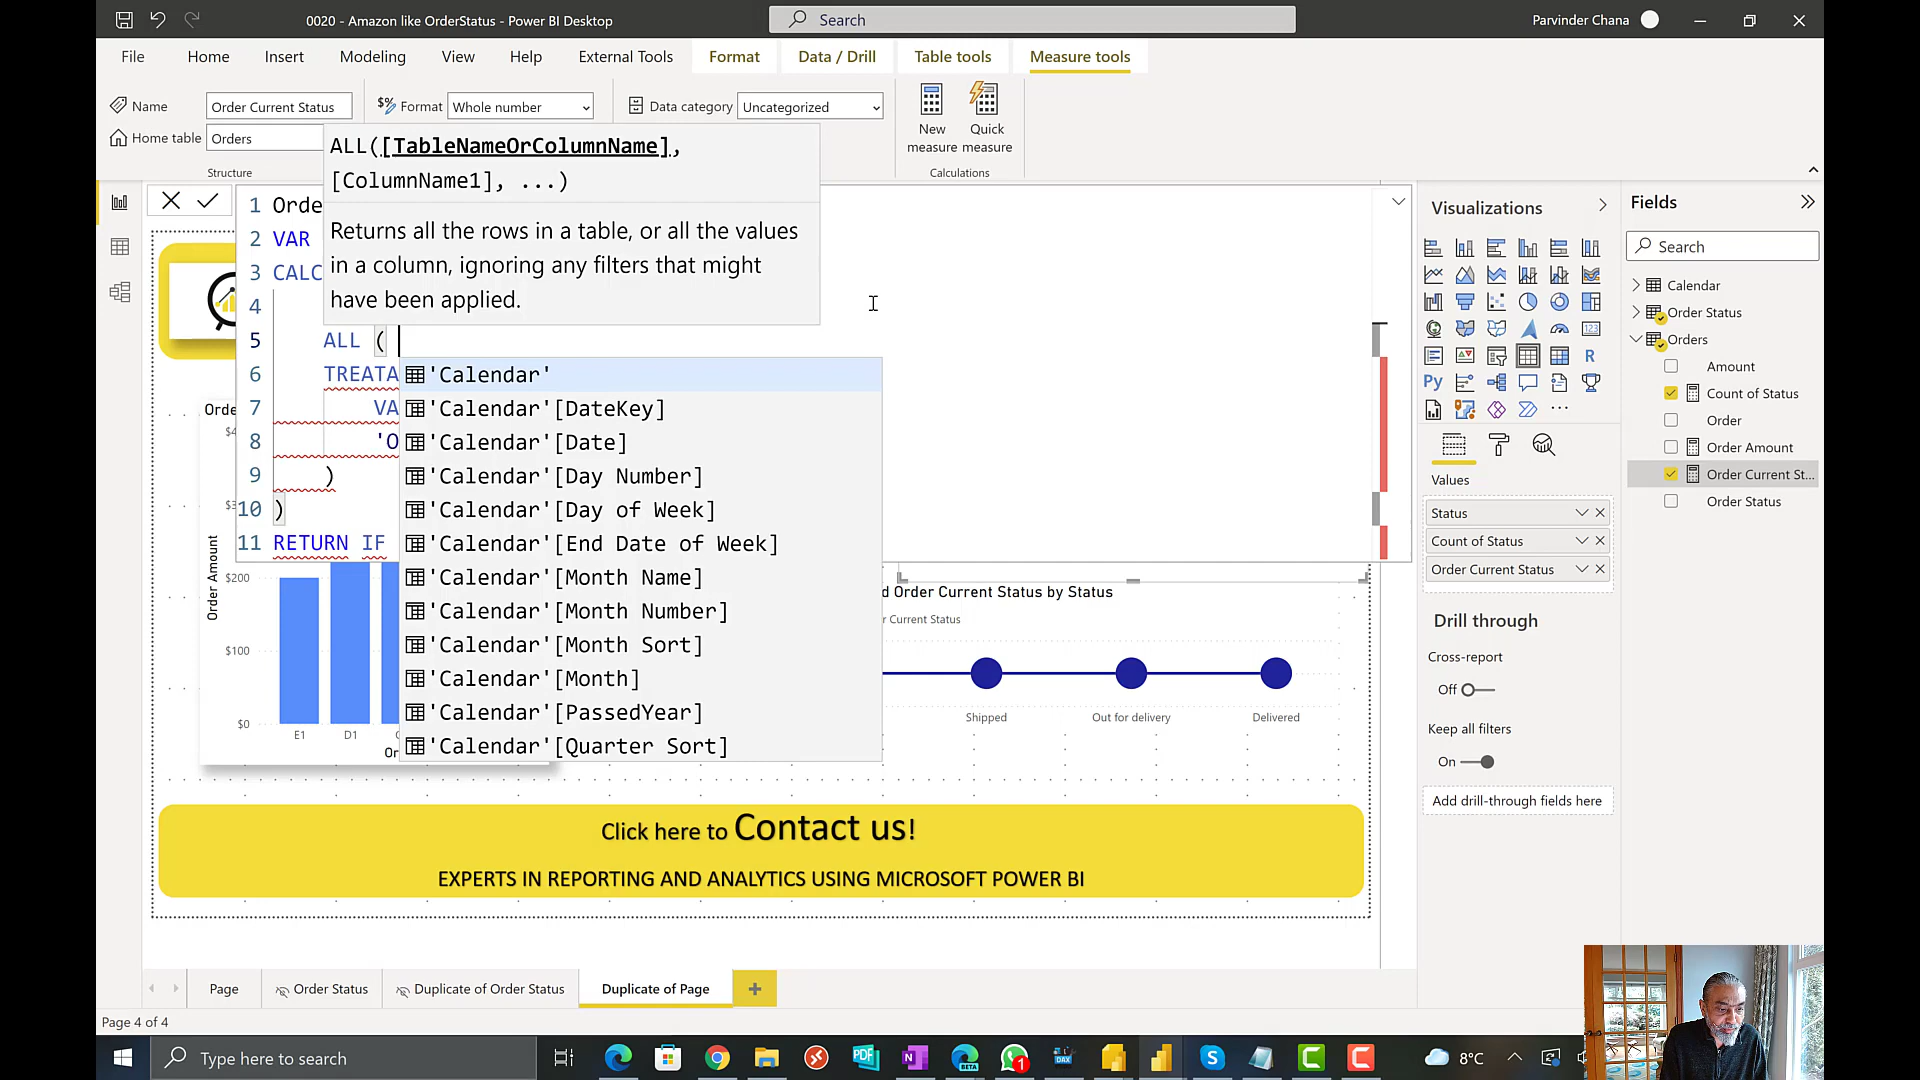 0020 - Amazon like OrderStatus - Power BI Desktop
Search
Parvinder Chana
File
Home
Insert
Modeling
View
Help
External Tools
Format
Data / Drill
Table tools
Measure tools
Name
Order Current Status
Format
Whole number
Data category
Uncategorized
Home table
Orders
New measure
Quick measure
Structure
Calculations
ALL([TableNameOrColumnName],
[ColumnName1], ...)
Returns all the rows in a table, or all the values
in a column, ignoring any filters that might
have been applied.
1 Orde
2 VAR
3 CALC
4
5 ALL (
6 TREATA
7 VA
8 'O
9 )
10 )
11 RETURN IF
'Calendar'
'Calendar'[DateKey]
'Calendar'[Date]
'Calendar'[Day Number]
'Calendar'[Day of Week]
'Calendar'[End Date of Week]
'Calendar'[Month Name]
'Calendar'[Month Number]
'Calendar'[Month Sort]
'Calendar'[Month]
'Calendar'[PassedYear]
'Calendar'[Quarter Sort]
Orde
$4
$3
$200
$100
$0
Order Amount
E1
D1
Or
d Order Current Status by Status
r Current Status
Shipped
Out for delivery
Delivered
Click here to Contact us!
EXPERTS IN REPORTING AND ANALYTICS USING MICROSOFT POWER BI
Visualizations
123
R
Py
Values
Status
Count of Status
Order Current Status
Drill through
Cross-report
Off
Keep all filters
On
Add drill-through fields here
Fields
Search
Calendar
Order Status
Orders
Amount
Count of Status
Order
Order Amount
Order Current St...
Order Status
Page
Order Status
Duplicate of Order Status
Duplicate of Page
Page 4 of 4
Type here to search
PDF
BETA
1
DAX
8°C